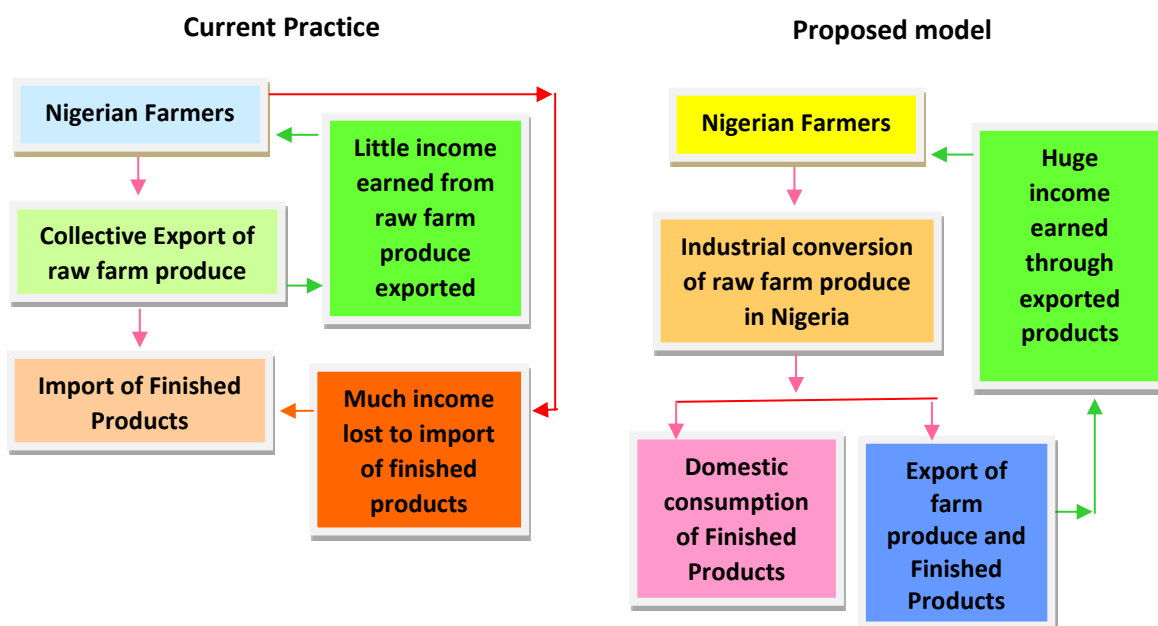 Current Practice
Nigerian Farmers
Little income
earned from
raw farm
produce
exported
Collective Export of
raw farm produce
Import of Finished
Products
Much income
lost to import
of finished
products
Proposed model
Nigerian Farmers
Huge
income
earned
through
exported
products
Industrial conversion
of raw farm produce
in Nigeria
Domestic
consumption
of Finished
Products
Export of
farm
produce and
Finished
Products